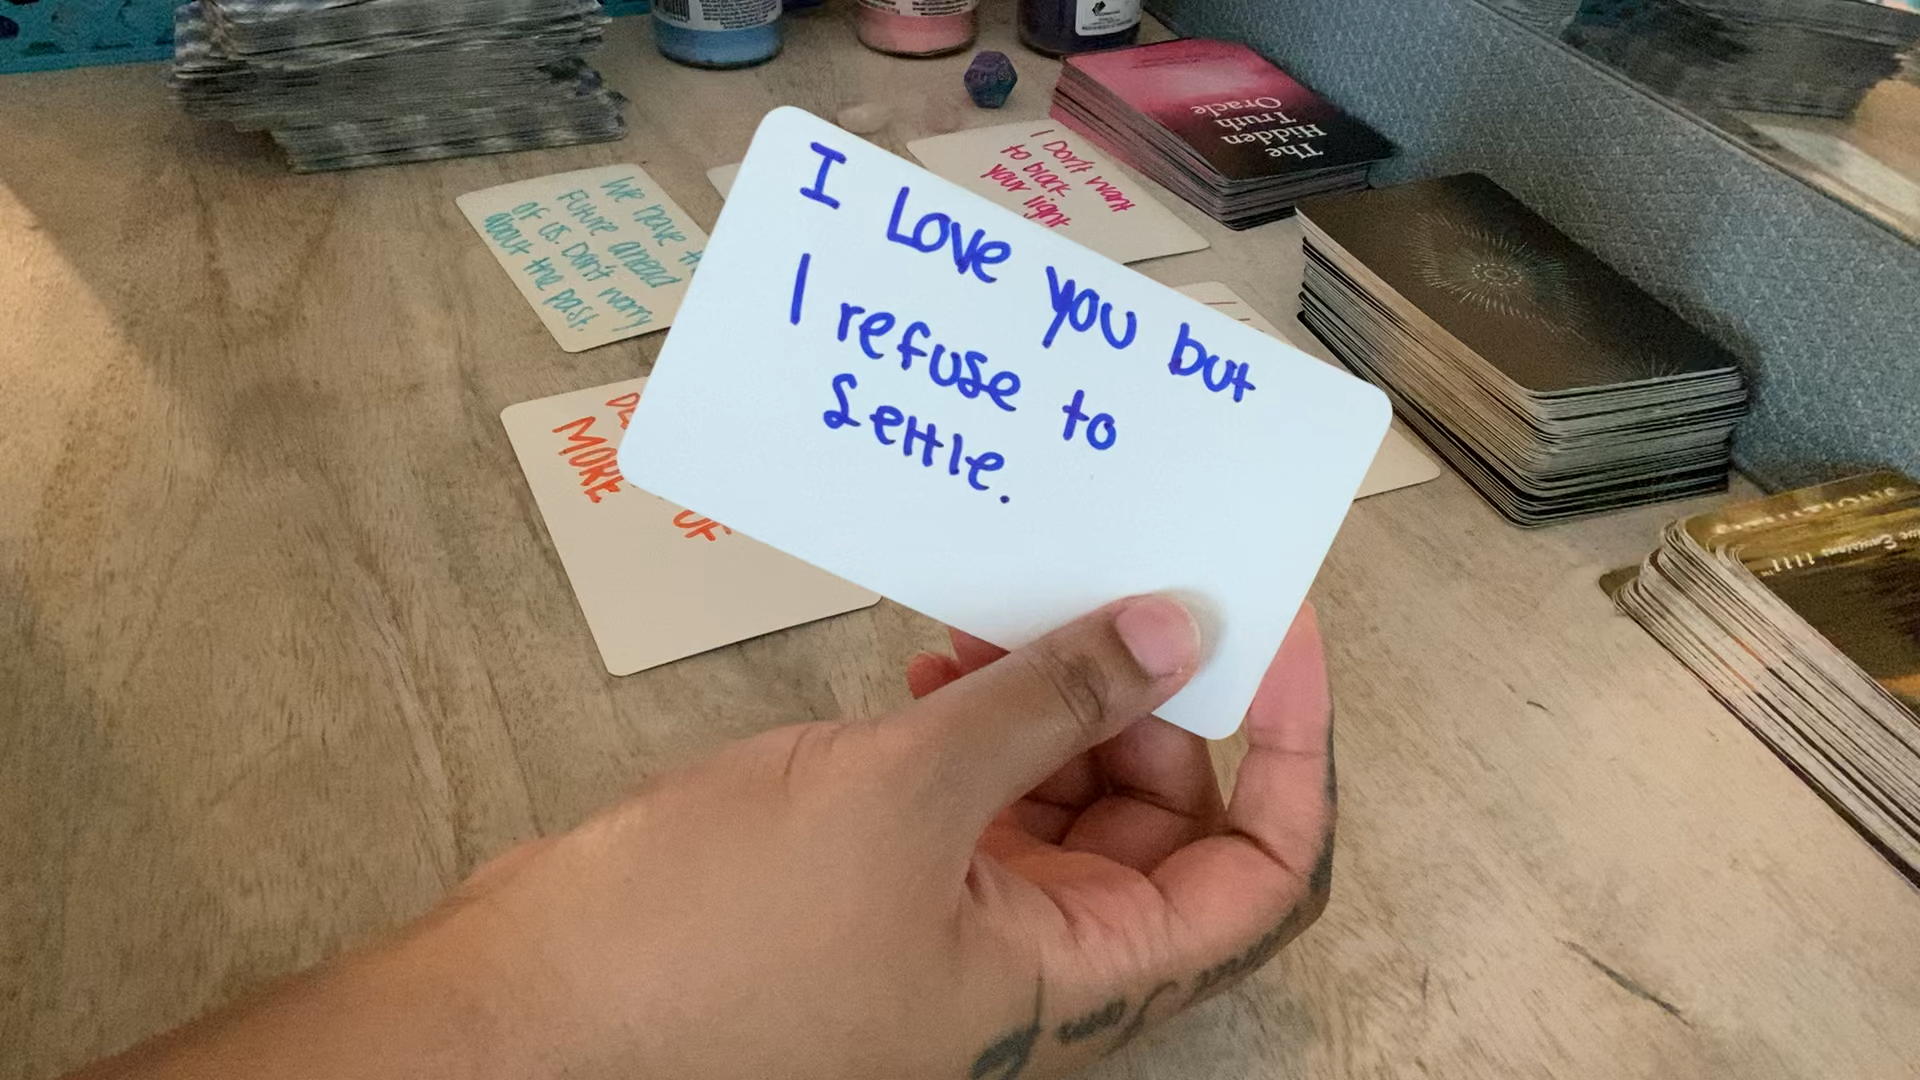 I Love you but
I refuse to
settle.
We have
Future ahead
of us. Don't worry
about the past.
I Don't want
to block
your light
MORE
OF
The
Hidden
Truth
Oracle